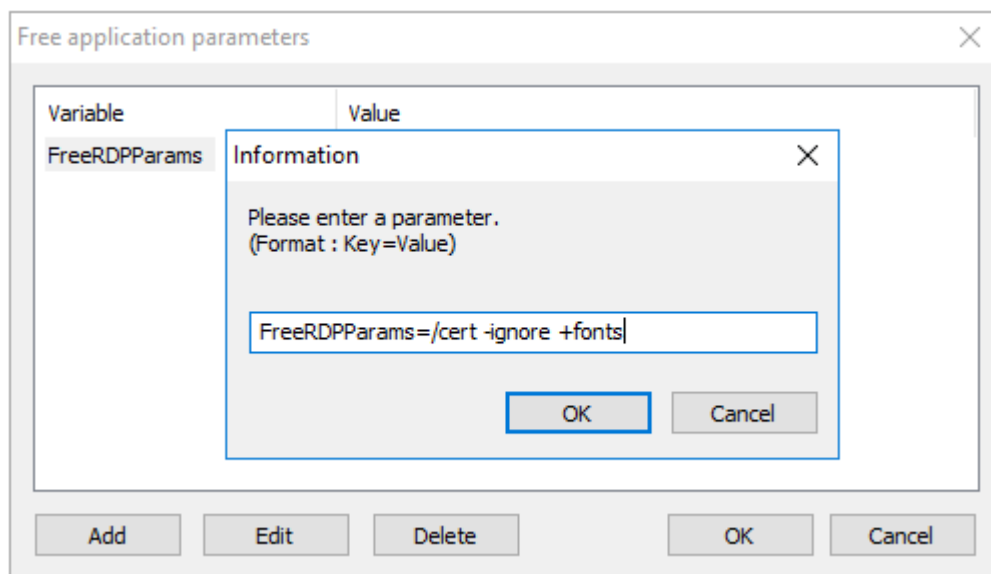 Free application parameters
Variable Value
FreeRDPParams
Information
Please enter a parameter.
(Format : Key=Value)
FreeRDPParams=/cert -ignore +fonts
OK Cancel
Add Edit Delete OK Cancel